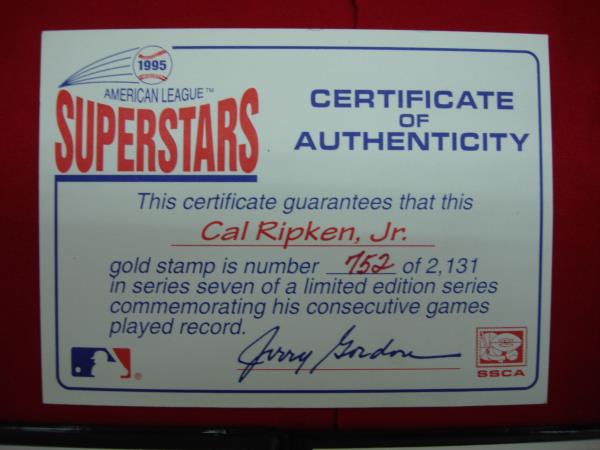 1995
AMERICAN LEAGUE™
SUPERSTARS
CERTIFICATE
OF
AUTHENTICITY
This certificate guarantees that this
Cal Ripken, Jr.
gold stamp is number 752 of 2,131
in series seven of a limited edition series
commemorating his consecutive games
played record.
Jerry Gordon
®
SSCA